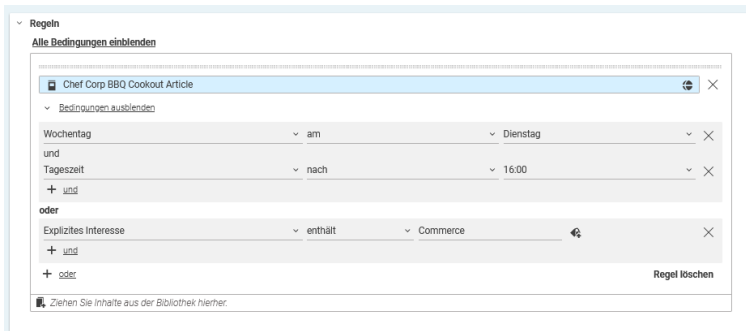 Regeln
Alle Bedingungen einblenden
Chef Corp BBQ Cookout Article
Bedingungen ausblenden
Wochentag am Dienstag
und
Tageszeit nach 16:00
+ und
oder
Explizites Interesse enthält Commerce
+ und
+ oder Regel löschen
Ziehen Sie Inhalte aus der Bibliothek hierher.